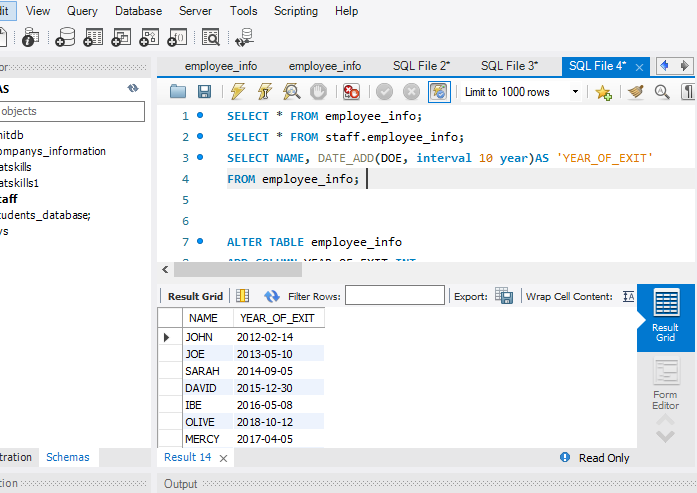 dit View Query Database Server Tools Scripting Help
or
employee_info employee_info SQL File 2* SQL File 3* SQL File 4*
AS
Limit to 1000 rows
objects
1 SELECT * FROM employee_info;
2 SELECT * FROM staff.employee_info;
3 SELECT NAME, DATE_ADD(DOE, interval 10 year)AS 'YEAR_OF_EXIT'
4 FROM employee_info;
5
6
7 ALTER TABLE employee_info
nitdb
ompanys_information
atskills
atskills1
taff
tudents_database;
ys
Result Grid Filter Rows: Export: Wrap Cell Content: IA
NAME YEAR_OF_EXIT
JOHN 2012-02-14
JOE 2013-05-10
SARAH 2014-09-05
DAVID 2015-12-30
IBE 2016-05-08
OLIVE 2018-10-12
MERCY 2017-04-05
Result
Grid
Form
Editor
tration Schemas
Result 14
Read Only
tion
Output